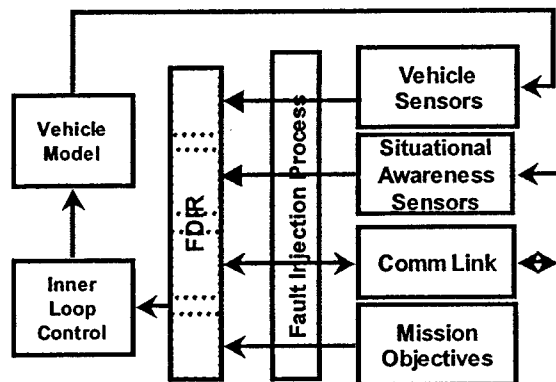 Vehicle
Sensors
Vehicle
Model
Situational
Awareness
Sensors
FDIR
Fault Injection Process
Comm Link
Inner
Loop
Control
Mission
Objectives